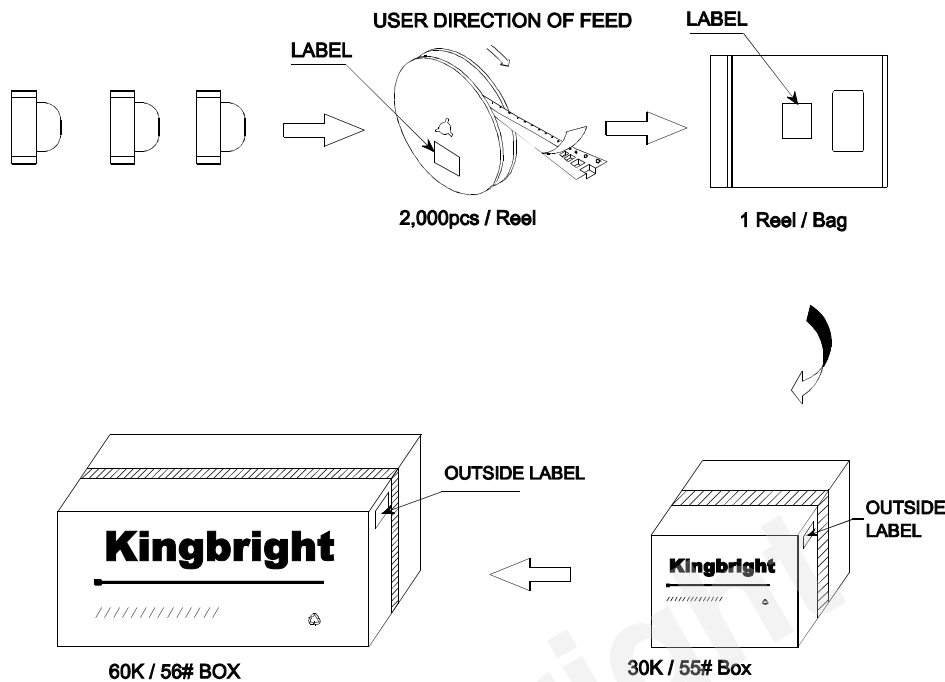 USER DIRECTION OF FEED
LABEL
LABEL
2,000pcs / Reel
1 Reel / Bag
OUTSIDE LABEL
Kingbright
60K / 56# BOX
OUTSIDE
LABEL
Kingbright
30K / 55# Box
right